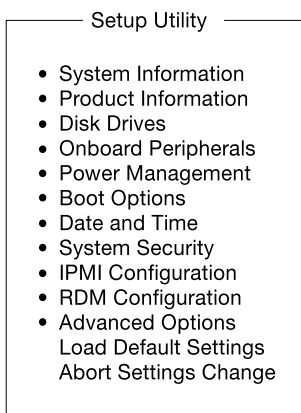 Setup Utility
• System Information
• Product Information
• Disk Drives
• Onboard Peripherals
• Power Management
• Boot Options
• Date and Time
• System Security
• IPMI Configuration
• RDM Configuration
• Advanced Options
Load Default Settings
Abort Settings Change